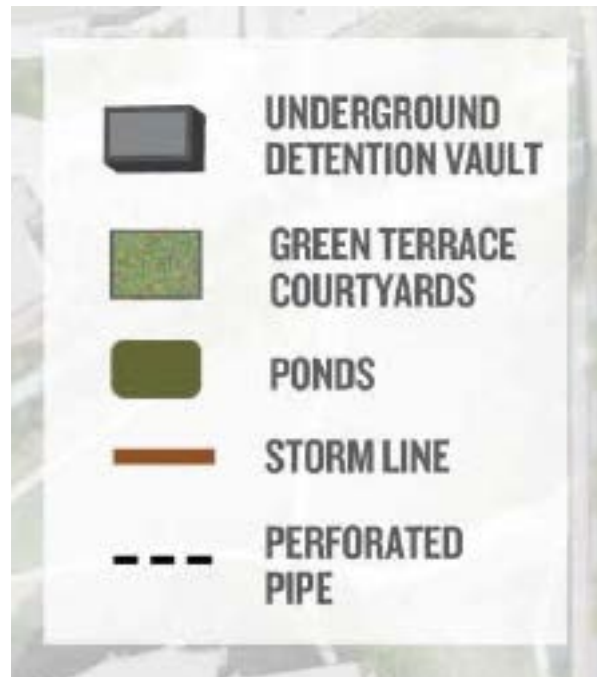 UNDERGROUND
DETENTION VAULT
GREEN TERRACE
COURTYARDS
PONDS
STORM LINE
PERFORATED
PIPE